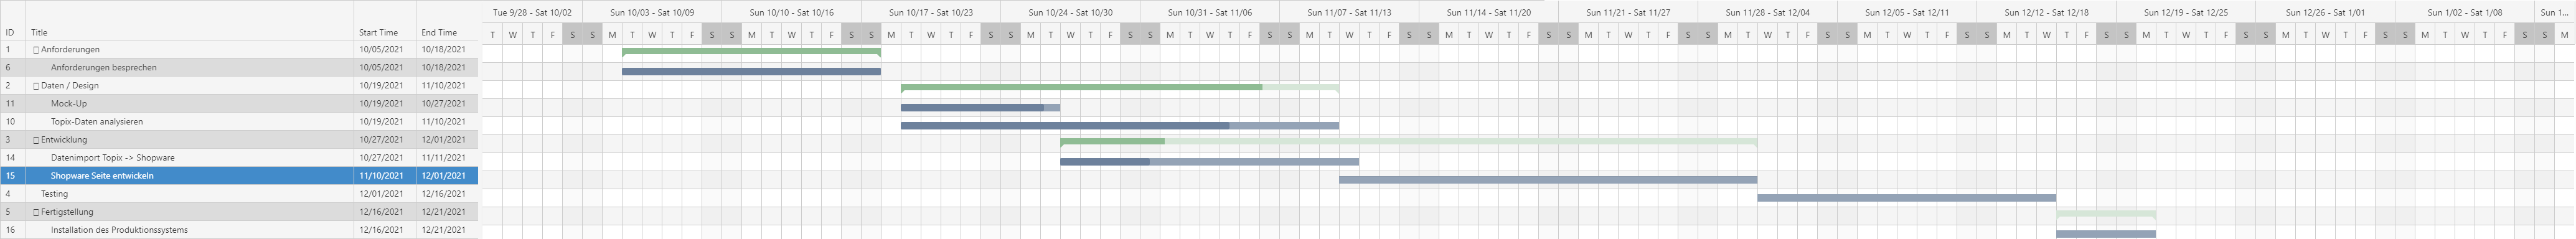 Tue 9/28 - Sat 10/02 Sun 10/03 - Sat 10/09 Sun 10/10 - Sat 10/16 Sun 10/17 - Sat 10/23 Sun 10/24 - Sat 10/30 Sun 10/31 - Sat 11/06 Sun 11/07 - Sat 11/13 Sun 11/14 - Sat 11/20 Sun 11/21 - Sat 11/27 Sun 11/28 - Sat 12/04 Sun 12/05 - Sat 12/11 Sun 12/12 - Sat 12/18 Sun 12/19 - Sat 12/25 Sun 12/26 - Sat 1/01 Sun 1/02 - Sat 1/08 Sun 1...
ID Title Start Time End Time T W T F S S M T W T F S S M T W T F S S M T W T F S S M T W T F S S M T W T F S S M T W T F S S M T W T F S S M T W T F S S M T W T F S S M T W T F S S M T W T F S S M T W T F S S M T W T F S S M T W T F S S M
1 Anforderungen 10/05/2021 10/18/2021
6 Anforderungen besprechen 10/05/2021 10/18/2021
2 Daten / Design 10/19/2021 11/10/2021
11 Mock-Up 10/19/2021 10/27/2021
10 Topix-Daten analysieren 10/19/2021 11/10/2021
3 Entwicklung 10/27/2021 12/01/2021
14 Datenimport Topix -> Shopware 10/27/2021 11/11/2021
15 Shopware Seite entwickeln 11/10/2021 12/01/2021
4 Testing 12/01/2021 12/16/2021
5 Fertigstellung 12/16/2021 12/21/2021
16 Installation des Produktionssystems 12/16/2021 12/21/2021